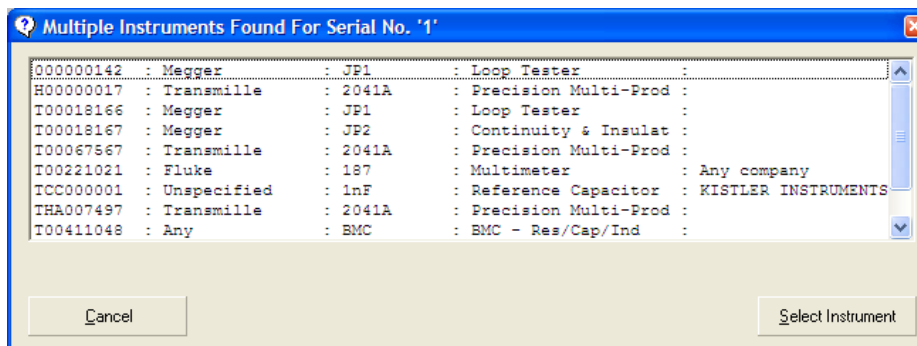 Multiple Instruments Found For Serial No. '1'
000000142 : Megger : JP1 : Loop Tester :
H00000017 : Transmille : 2041A : Precision Multi-Prod :
T00018166 : Megger : JP1 : Loop Tester :
T00018167 : Megger : JP2 : Continuity & Insulat :
T00067567 : Transmille : 2041A : Precision Multi-Prod :
T00221021 : Fluke : 187 : Multimeter : Any company
TCC000001 : Unspecified : 1nF : Reference Capacitor : KISTLER INSTRUMENTS
THA007497 : Transmille : 2041A : Precision Multi-Prod :
T00411048 : Any : BMC : BMC - Res/Cap/Ind :
Cancel
Select Instrument